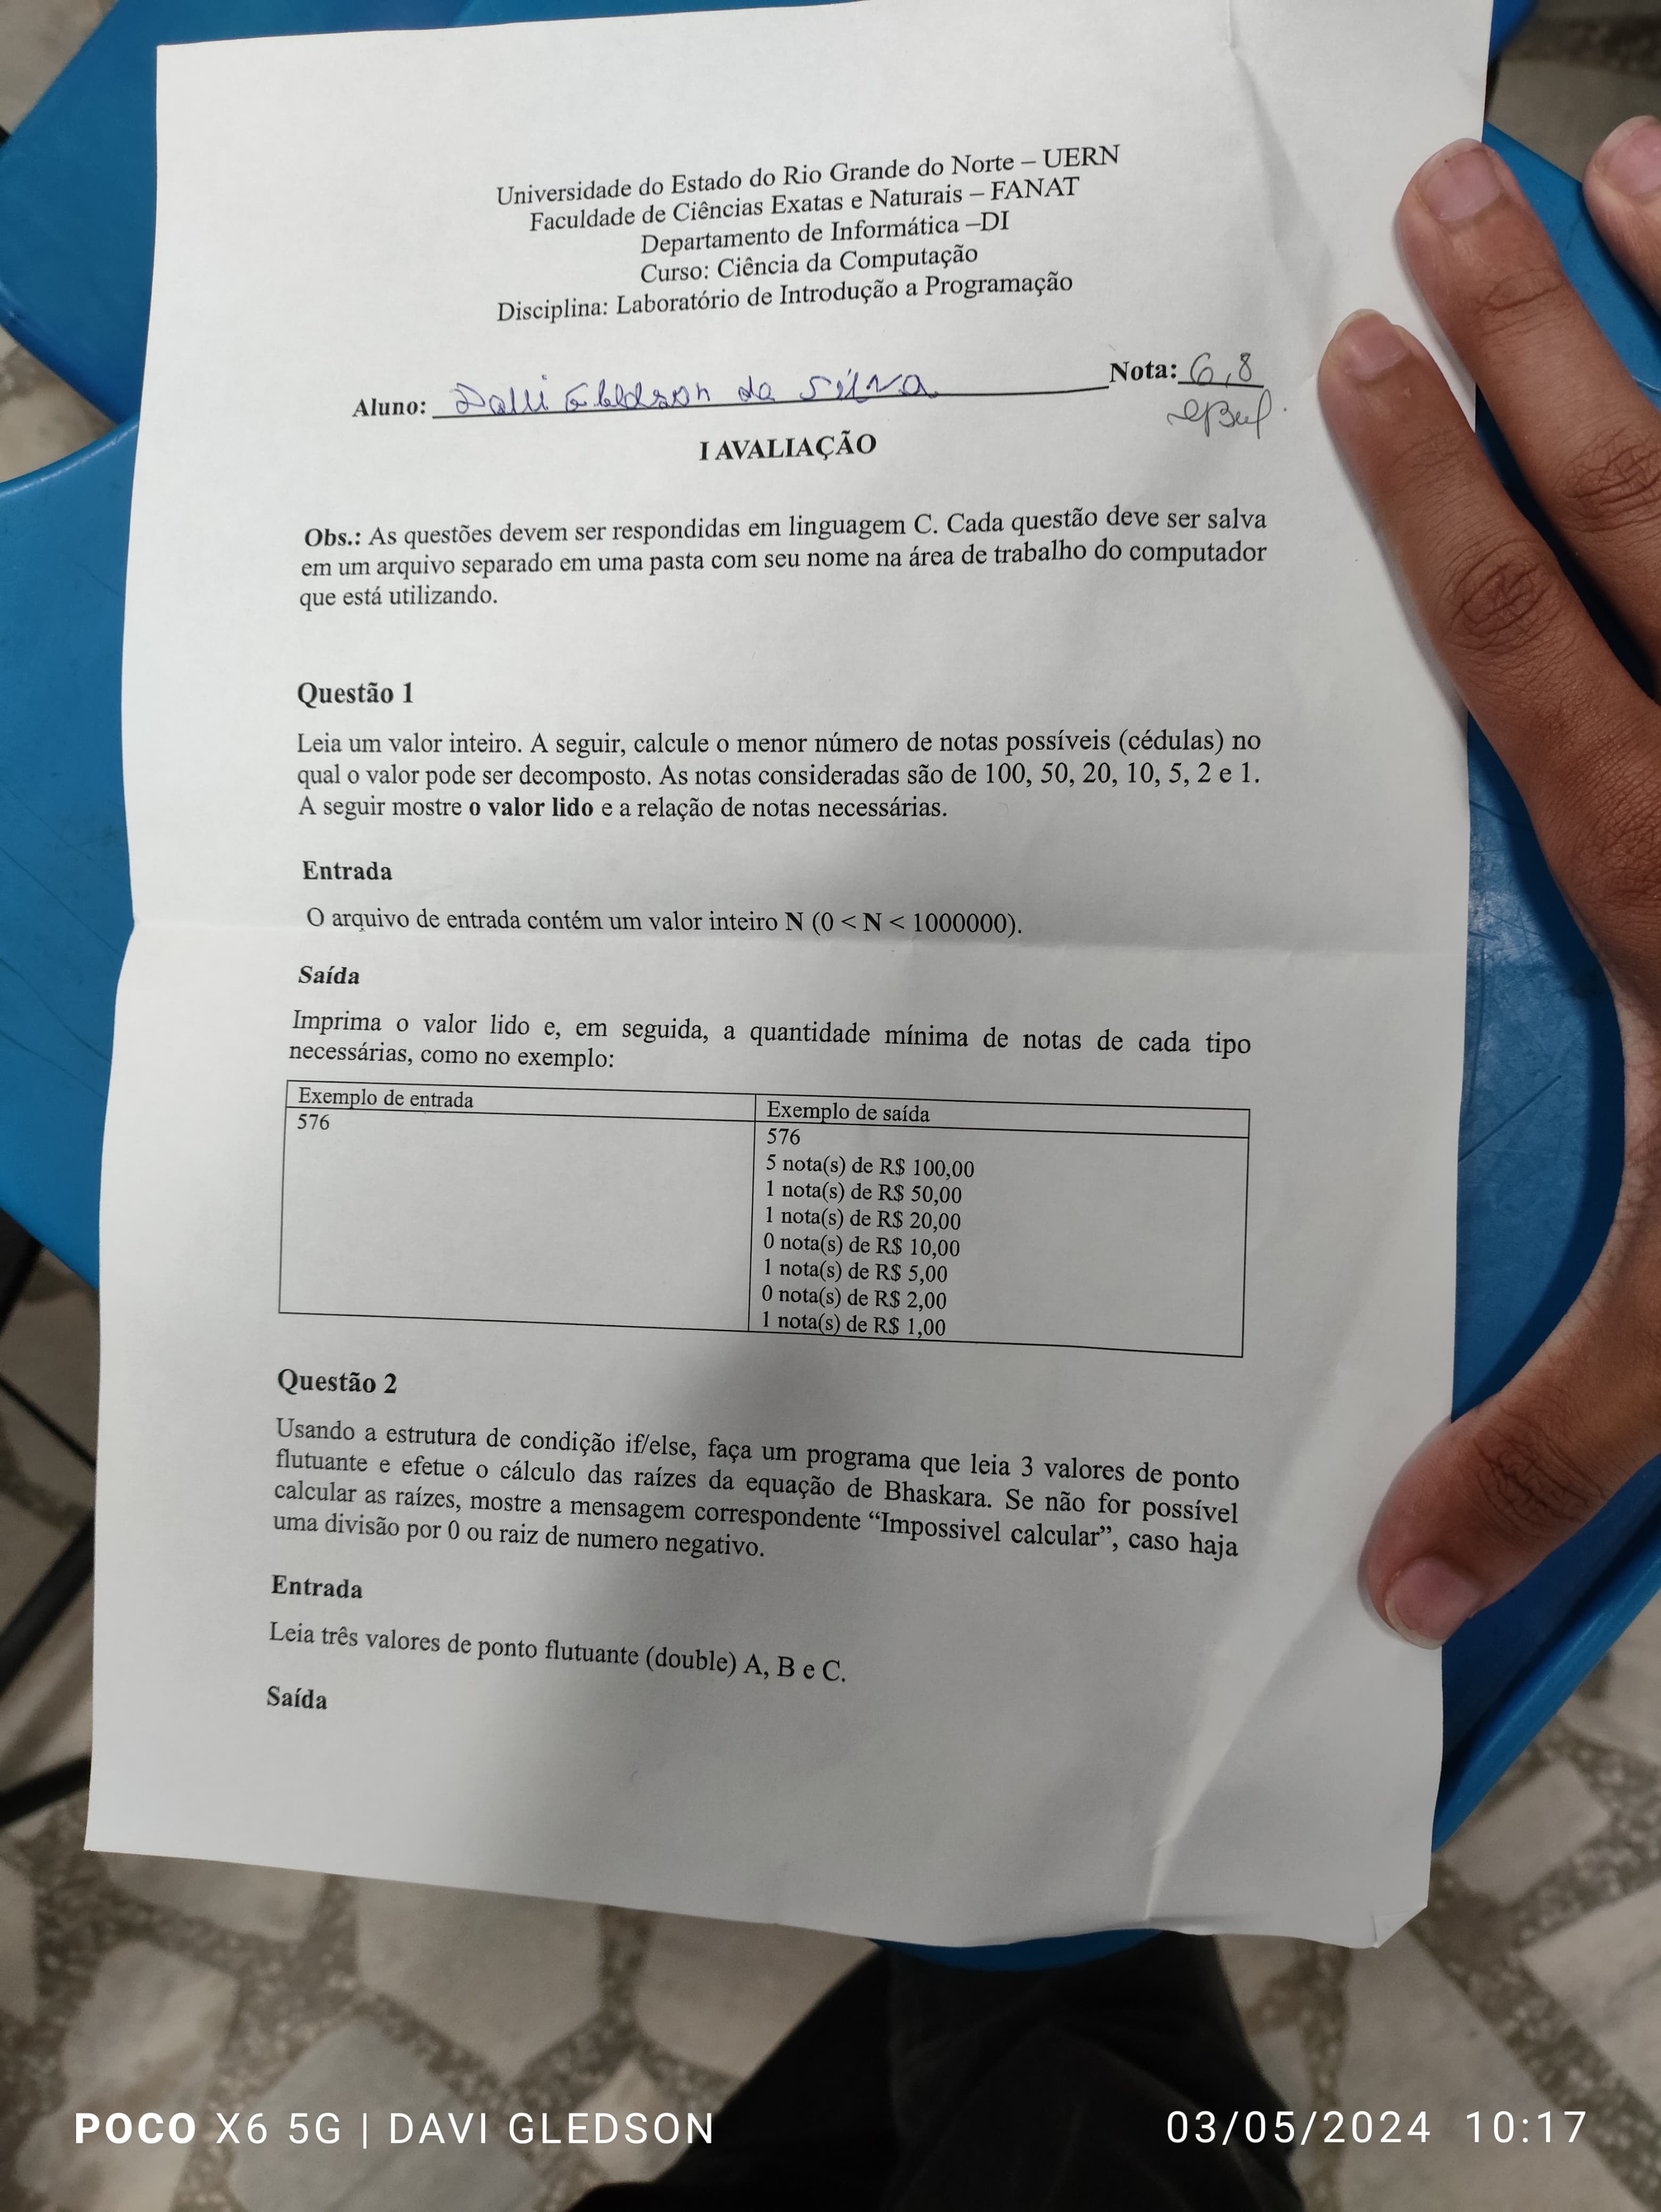 Universidade do Estado do Rio Grande do Norte – UERN
Faculdade de Ciências Exatas e Naturais – FANAT
Departamento de Informática –DI
Curso: Ciência da Computação
Disciplina: Laboratório de Introdução a Programação
Aluno: Davi Gledson da Silva Nota: 6,8
I AVALIAÇÃO
Obs.: As questões devem ser respondidas em linguagem C. Cada questão deve ser salva
em um arquivo separado em uma pasta com seu nome na área de trabalho do computador
que está utilizando.
Questão 1
Leia um valor inteiro. A seguir, calcule o menor número de notas possíveis (cédulas) no
qual o valor pode ser decomposto. As notas consideradas são de 100, 50, 20, 10, 5, 2 e 1.
A seguir mostre o valor lido e a relação de notas necessárias.
Entrada
O arquivo de entrada contém um valor inteiro N (0 < N < 1000000).
Saída
Imprima o valor lido e, em seguida, a quantidade mínima de notas de cada tipo
necessárias, como no exemplo:
Exemplo de entrada
576
Exemplo de saída
576
5 nota(s) de R$ 100,00
1 nota(s) de R$ 50,00
1 nota(s) de R$ 20,00
0 nota(s) de R$ 10,00
1 nota(s) de R$ 5,00
0 nota(s) de R$ 2,00
1 nota(s) de R$ 1,00
Questão 2
Usando a estrutura de condição if/else, faça um programa que leia 3 valores de ponto
flutuante e efetue o cálculo das raízes da equação de Bhaskara. Se não for possível
calcular as raízes, mostre a mensagem correspondente “Impossivel calcular”, caso haja
uma divisão por 0 ou raiz de numero negativo.
Entrada
Leia três valores de ponto flutuante (double) A, B e C.
Saída
POCO X6 5G | DAVI GLEDSON
03/05/2024 10:17